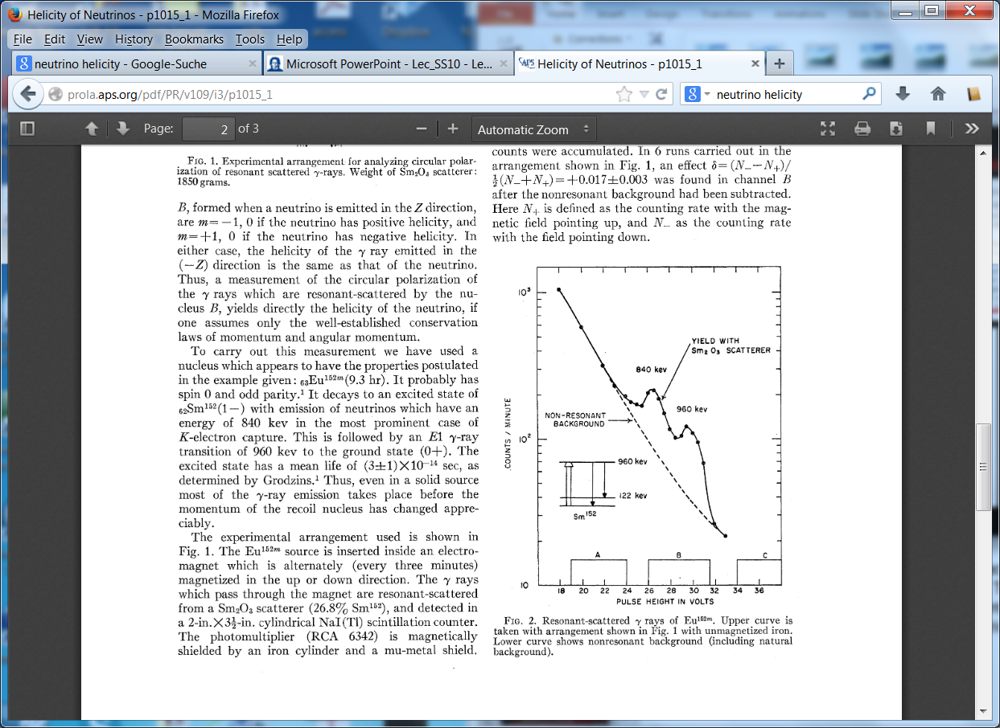 Helicity of Neutrinos - p1015_1 - Mozilla Firefox
File Edit View History Bookmarks Tools Help
neutrino helicity - Google-Suche
Microsoft PowerPoint - Lec_SS10 - Le...
Helicity of Neutrinos - p1015_1
prola.aps.org/pdf/PR/v109/i3/p1015_1
neutrino helicity
Page: 2 of 3
Automatic Zoom
FIG. 1. Experimental arrangement for analyzing circular polar-
ization of resonant scattered γ-rays. Weight of Sm₂O₃ scatterer:
1850 grams.
B, formed when a neutrino is emitted in the Z direction,
are m=−1, 0 if the neutrino has positive helicity, and
m=+1, 0 if the neutrino has negative helicity. In
either case, the helicity of the γ ray emitted in the
(−Z) direction is the same as that of the neutrino.
Thus, a measurement of the circular polarization of
the γ rays which are resonant-scattered by the nu-
cleus B, yields directly the helicity of the neutrino, if
one assumes only the well-established conservation
laws of momentum and angular momentum.
To carry out this measurement we have used a
nucleus which appears to have the properties postulated
in the example given: ₆₃Eu¹⁵²ᵐ(9.3 hr). It probably has
spin 0 and odd parity.¹ It decays to an excited state of
₆₂Sm¹⁵²(1−) with emission of neutrinos which have an
energy of 840 kev in the most prominent case of
K-electron capture. This is followed by an E1 γ-ray
transition of 960 kev to the ground state (0+). The
excited state has a mean life of (3±1)×10⁻¹⁴ sec, as
determined by Grodzins.¹ Thus, even in a solid source
most of the γ-ray emission takes place before the
momentum of the recoil nucleus has changed appre-
ciably.
The experimental arrangement used is shown in
Fig. 1. The Eu¹⁵²ᵐ source is inserted inside an electro-
magnet which is alternately (every three minutes)
magnetized in the up or down direction. The γ rays
which pass through the magnet are resonant-scattered
from a Sm₂O₃ scatterer (26.8% Sm¹⁵²), and detected in
a 2-in.×3½-in. cylindrical NaI(Tl) scintillation counter.
The photomultiplier (RCA 6342) is magnetically
shielded by an iron cylinder and a mu-metal shield.
counts were accumulated. In 6 runs carried out in the
arrangement shown in Fig. 1, an effect δ=(N₋−N₊)/
½(N₋+N₊)=+0.017±0.003 was found in channel B
after the nonresonant background had been subtracted.
Here N₊ is defined as the counting rate with the mag-
netic field pointing up, and N₋ as the counting rate
with the field pointing down.
10³
YIELD WITH
Sm₂ O₃ SCATTERER
840 kev
960 kev
NON-RESONANT
BACKGROUND
COUNTS / MINUTE
10²
960 kev
122 kev
Sm¹⁵²
A B C
10
18 20 22 24 26 28 30 32 34 36
PULSE HEIGHT IN VOLTS
FIG. 2. Resonant-scattered γ rays of Eu¹⁵²ᵐ. Upper curve is
taken with arrangement shown in Fig. 1 with unmagnetized iron.
Lower curve shows nonresonant background (including natural
background).